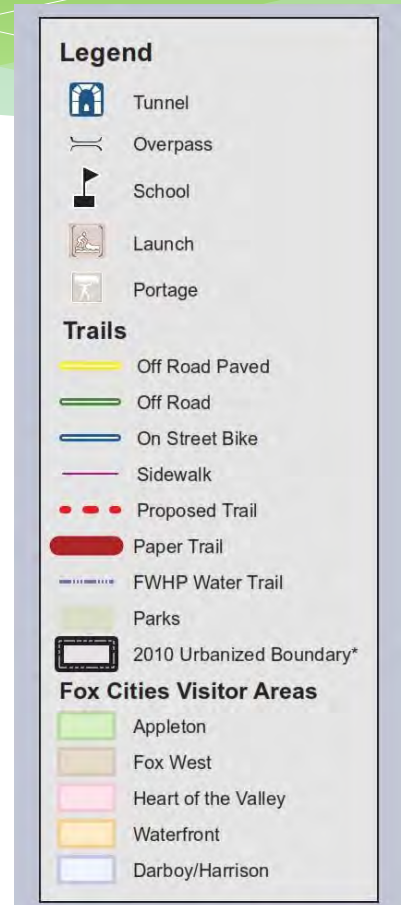 Legend
Tunnel
Overpass
School
Launch
Portage
Trails
Off Road Paved
Off Road
On Street Bike
Sidewalk
Proposed Trail
Paper Trail
FWHP Water Trail
Parks
2010 Urbanized Boundary*
Fox Cities Visitor Areas
Appleton
Fox West
Heart of the Valley
Waterfront
Darboy/Harrison